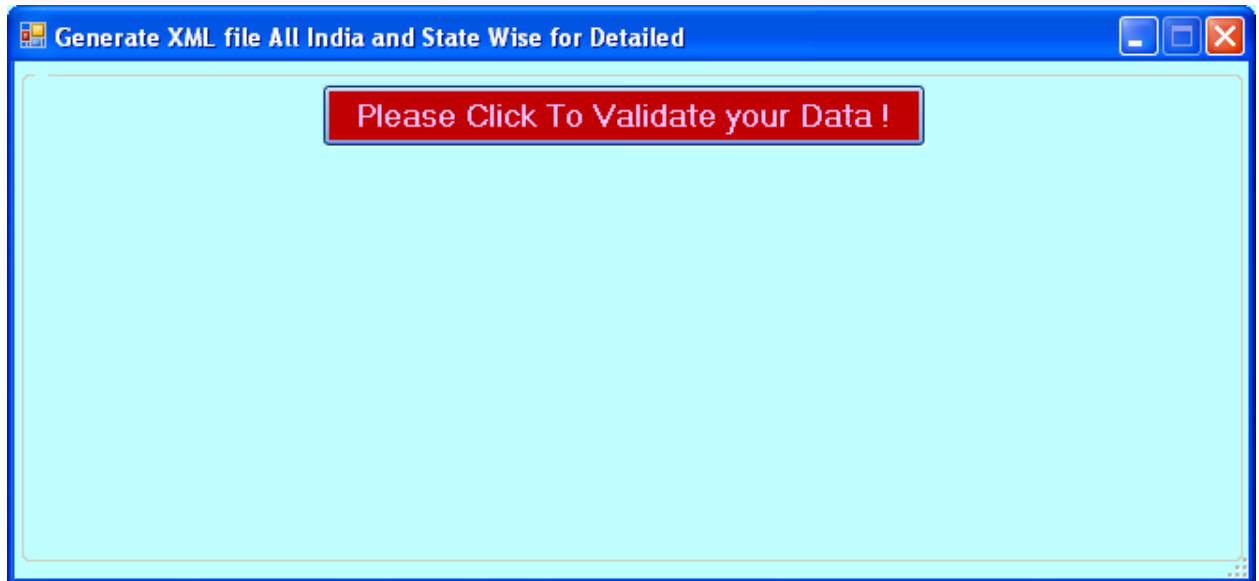 Generate XML file All India and State Wise for Detailed
Please Click To Validate your Data !